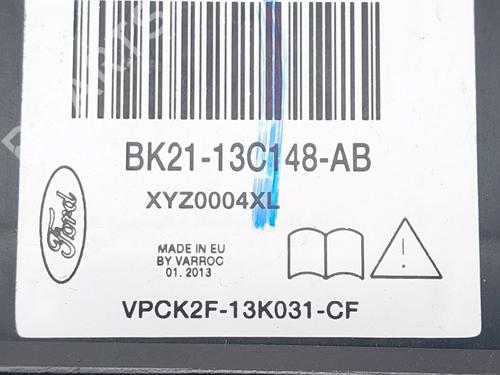 BK21-13C148-AB
XYZ0004XL
Ford
MADE IN EU
BY VARROC
01. 2013
VPCK2F-13K031-CF